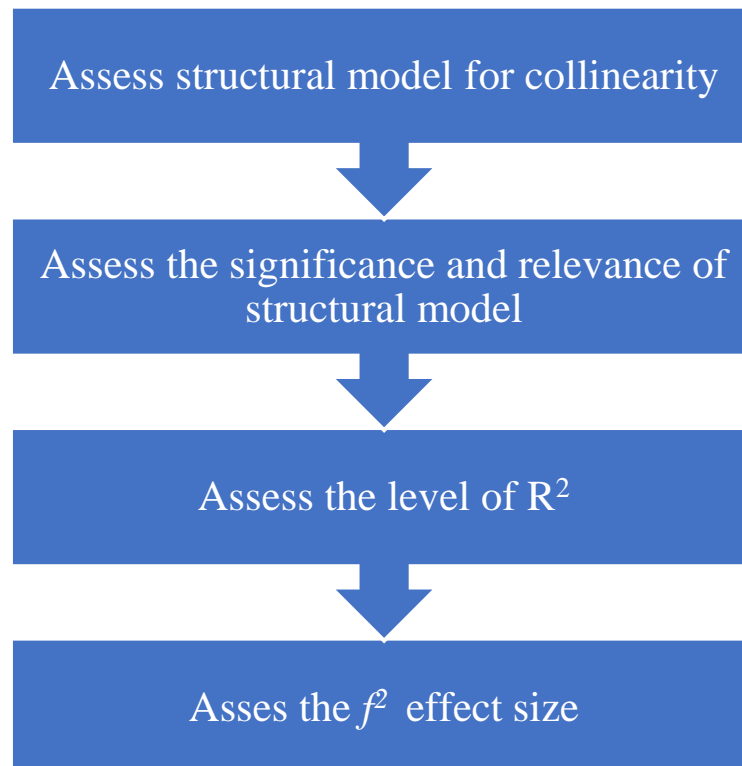 Assess structural model for collinearity
Assess the significance and relevance of
structural model
Assess the level of R²
Asses the f² effect size